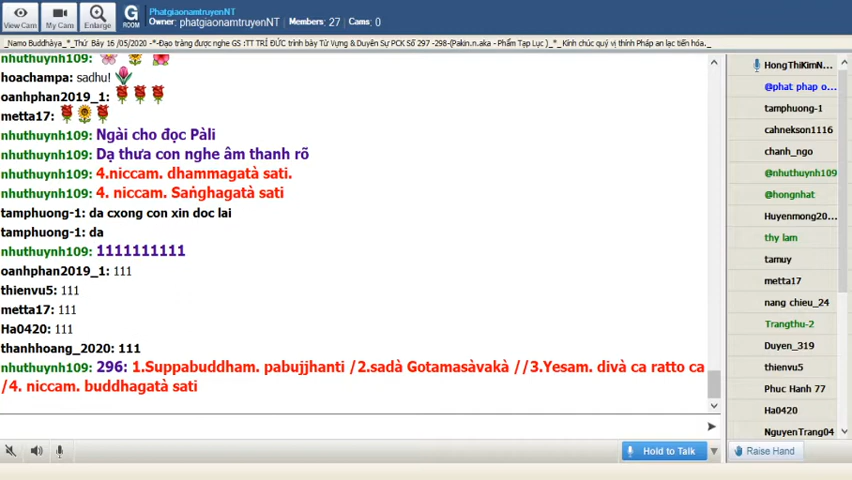 PhatgiaonamtruyenNT
Owner: phatgiaonamtruyenNT Members: 27 Cams: 0
View Cam My Cam Enlarge G ROOM
_Namo Buddhàya_*_Thứ Bảy 16 /05/2020 -*-Đạo tràng được nghe GS :TT TRÍ ĐỨC trình bày Từ Vựng & Duyên Sự PCK Số 297 -298-(Pakin.n.aka - Phẩm Tạp Lục )_*_ Kính chúc quý vị thính Pháp an lạc tiến hóa._
nhuthuynh109:
hoachampa: sadhu!
oanhphan2019_1:
metta17:
nhuthuynh109: Ngài cho đọc Pàli
nhuthuynh109: Dạ thưa con nghe âm thanh rõ
nhuthuynh109: 4.niccam. dhammagatà sati.
nhuthuynh109: 4. niccam. Saṅghagatà sati
tamphuong-1: da cxong con xin doc lai
tamphuong-1: da
nhuthuynh109: 1111111111
oanhphan2019_1: 111
thienvu5: 111
metta17: 111
Ha0420: 111
thanhhoang_2020: 111
nhuthuynh109: 296: 1.Suppabuddham. pabujjhanti /2.sadà Gotamasàvakà //3.Yesam. divà ca ratto ca
/4. niccam. buddhagatà sati
HongThiKimN...
@phat phap o...
tamphuong-1
cahnekson1116
chanh_ngo
@nhuthuynh109
@hongnhat
Huyenmong20...
thy lam
tamuy
metta17
nang chieu_24
Trangthu-2
Duyen_319
thienvu5
Phuc Hanh 77
Ha0420
NguyenTrang04
Hold to Talk
Raise Hand